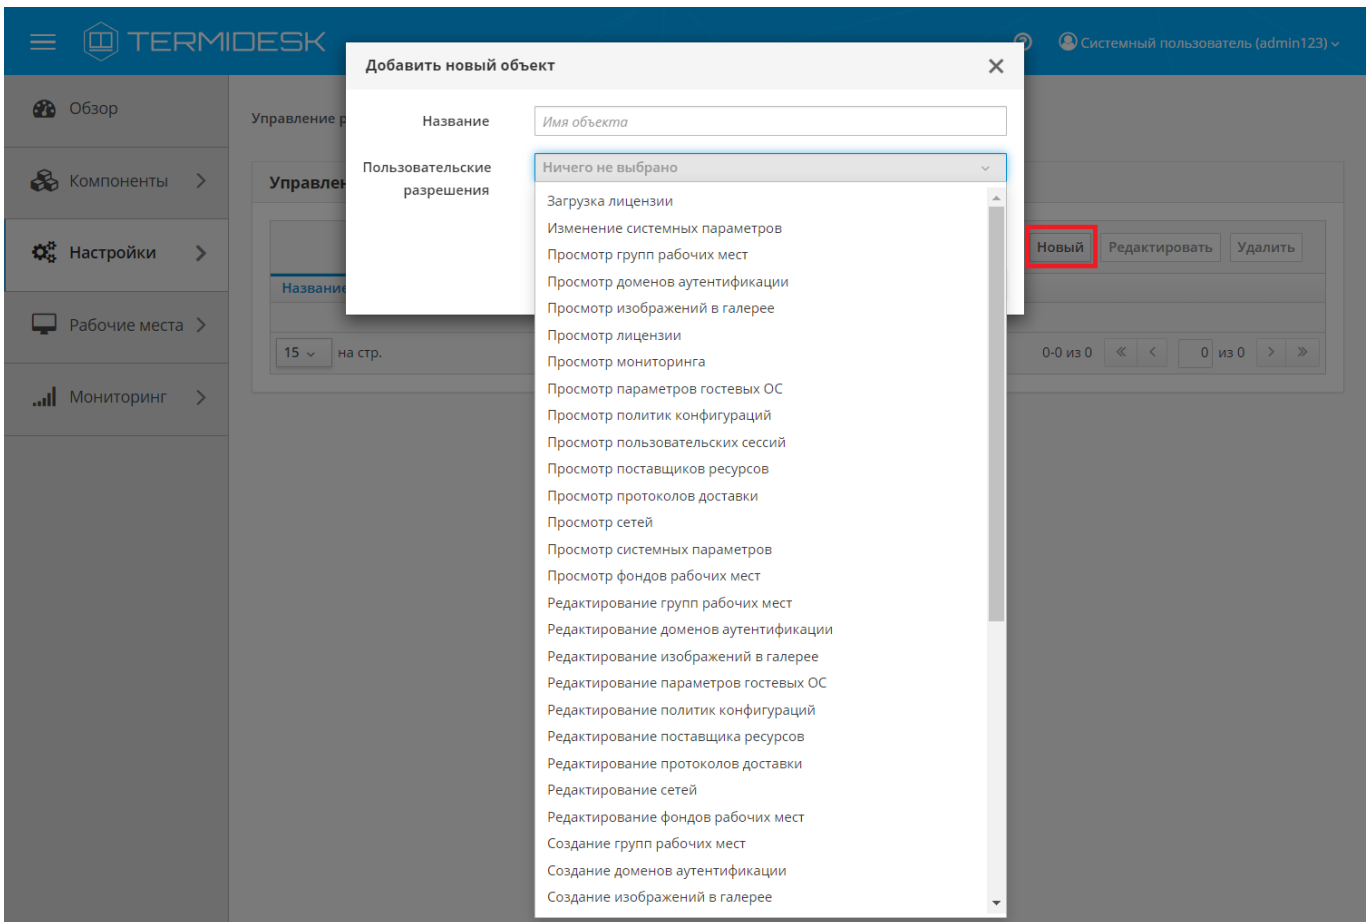 TERMIDESK
Системный пользователь (admin123)
Добавить новый объект
Обзор
Компоненты
Настройки
Рабочие места
Мониторинг
Управление р
Управлен
Название
Имя объекта
Пользовательские
разрешения
Ничего не выбрано
Новый Редактировать Удалить
Название
15 на стр.
0-0 из 0 0 из 0
Загрузка лицензии
Изменение системных параметров
Просмотр групп рабочих мест
Просмотр доменов аутентификации
Просмотр изображений в галерее
Просмотр лицензии
Просмотр мониторинга
Просмотр параметров гостевых ОС
Просмотр политик конфигураций
Просмотр пользовательских сессий
Просмотр поставщиков ресурсов
Просмотр протоколов доставки
Просмотр сетей
Просмотр системных параметров
Просмотр фондов рабочих мест
Редактирование групп рабочих мест
Редактирование доменов аутентификации
Редактирование изображений в галерее
Редактирование параметров гостевых ОС
Редактирование политик конфигураций
Редактирование поставщика ресурсов
Редактирование протоколов доставки
Редактирование сетей
Редактирование фондов рабочих мест
Создание групп рабочих мест
Создание доменов аутентификации
Создание изображений в галерее